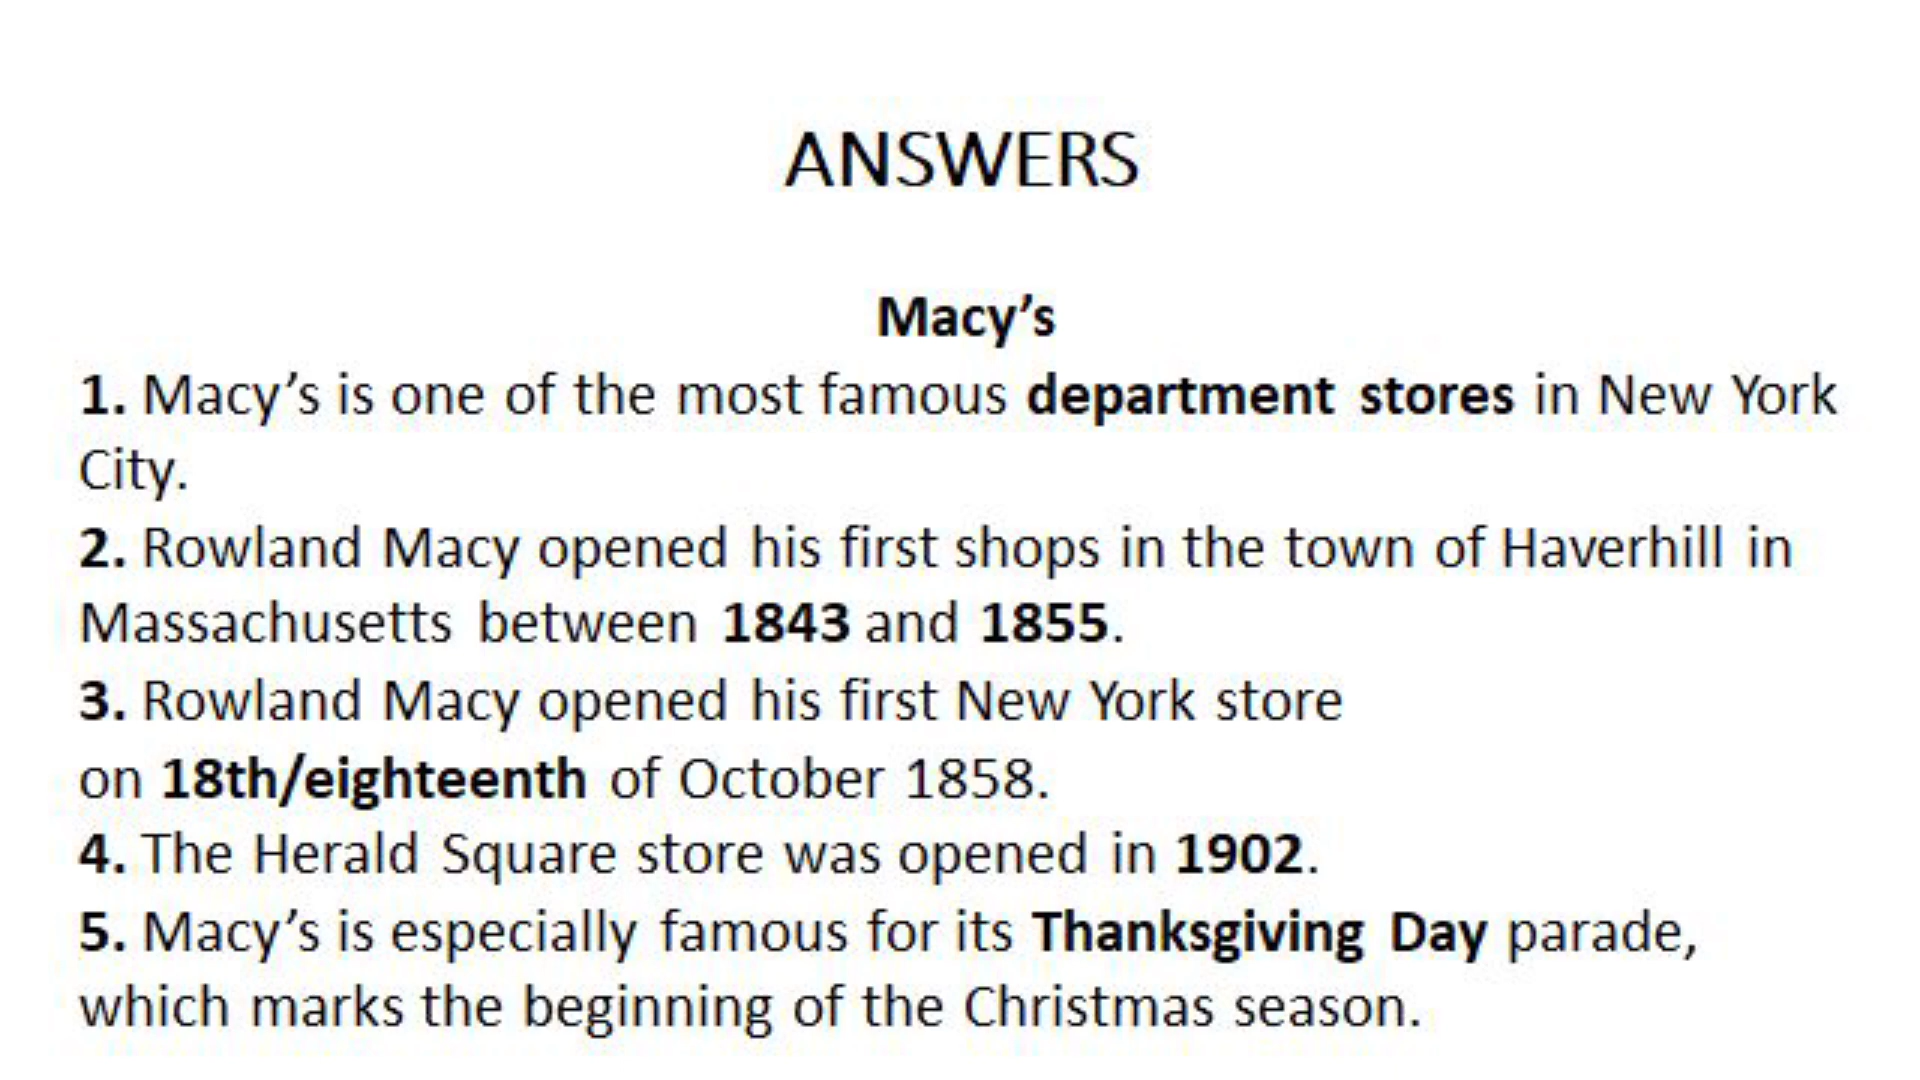 ANSWERS
Macy’s
1. Macy’s is one of the most famous department stores in New York
City.
2. Rowland Macy opened his first shops in the town of Haverhill in
Massachusetts between 1843 and 1855.
3. Rowland Macy opened his first New York store
on 18th/eighteenth of October 1858.
4. The Herald Square store was opened in 1902.
5. Macy’s is especially famous for its Thanksgiving Day parade,
which marks the beginning of the Christmas season.